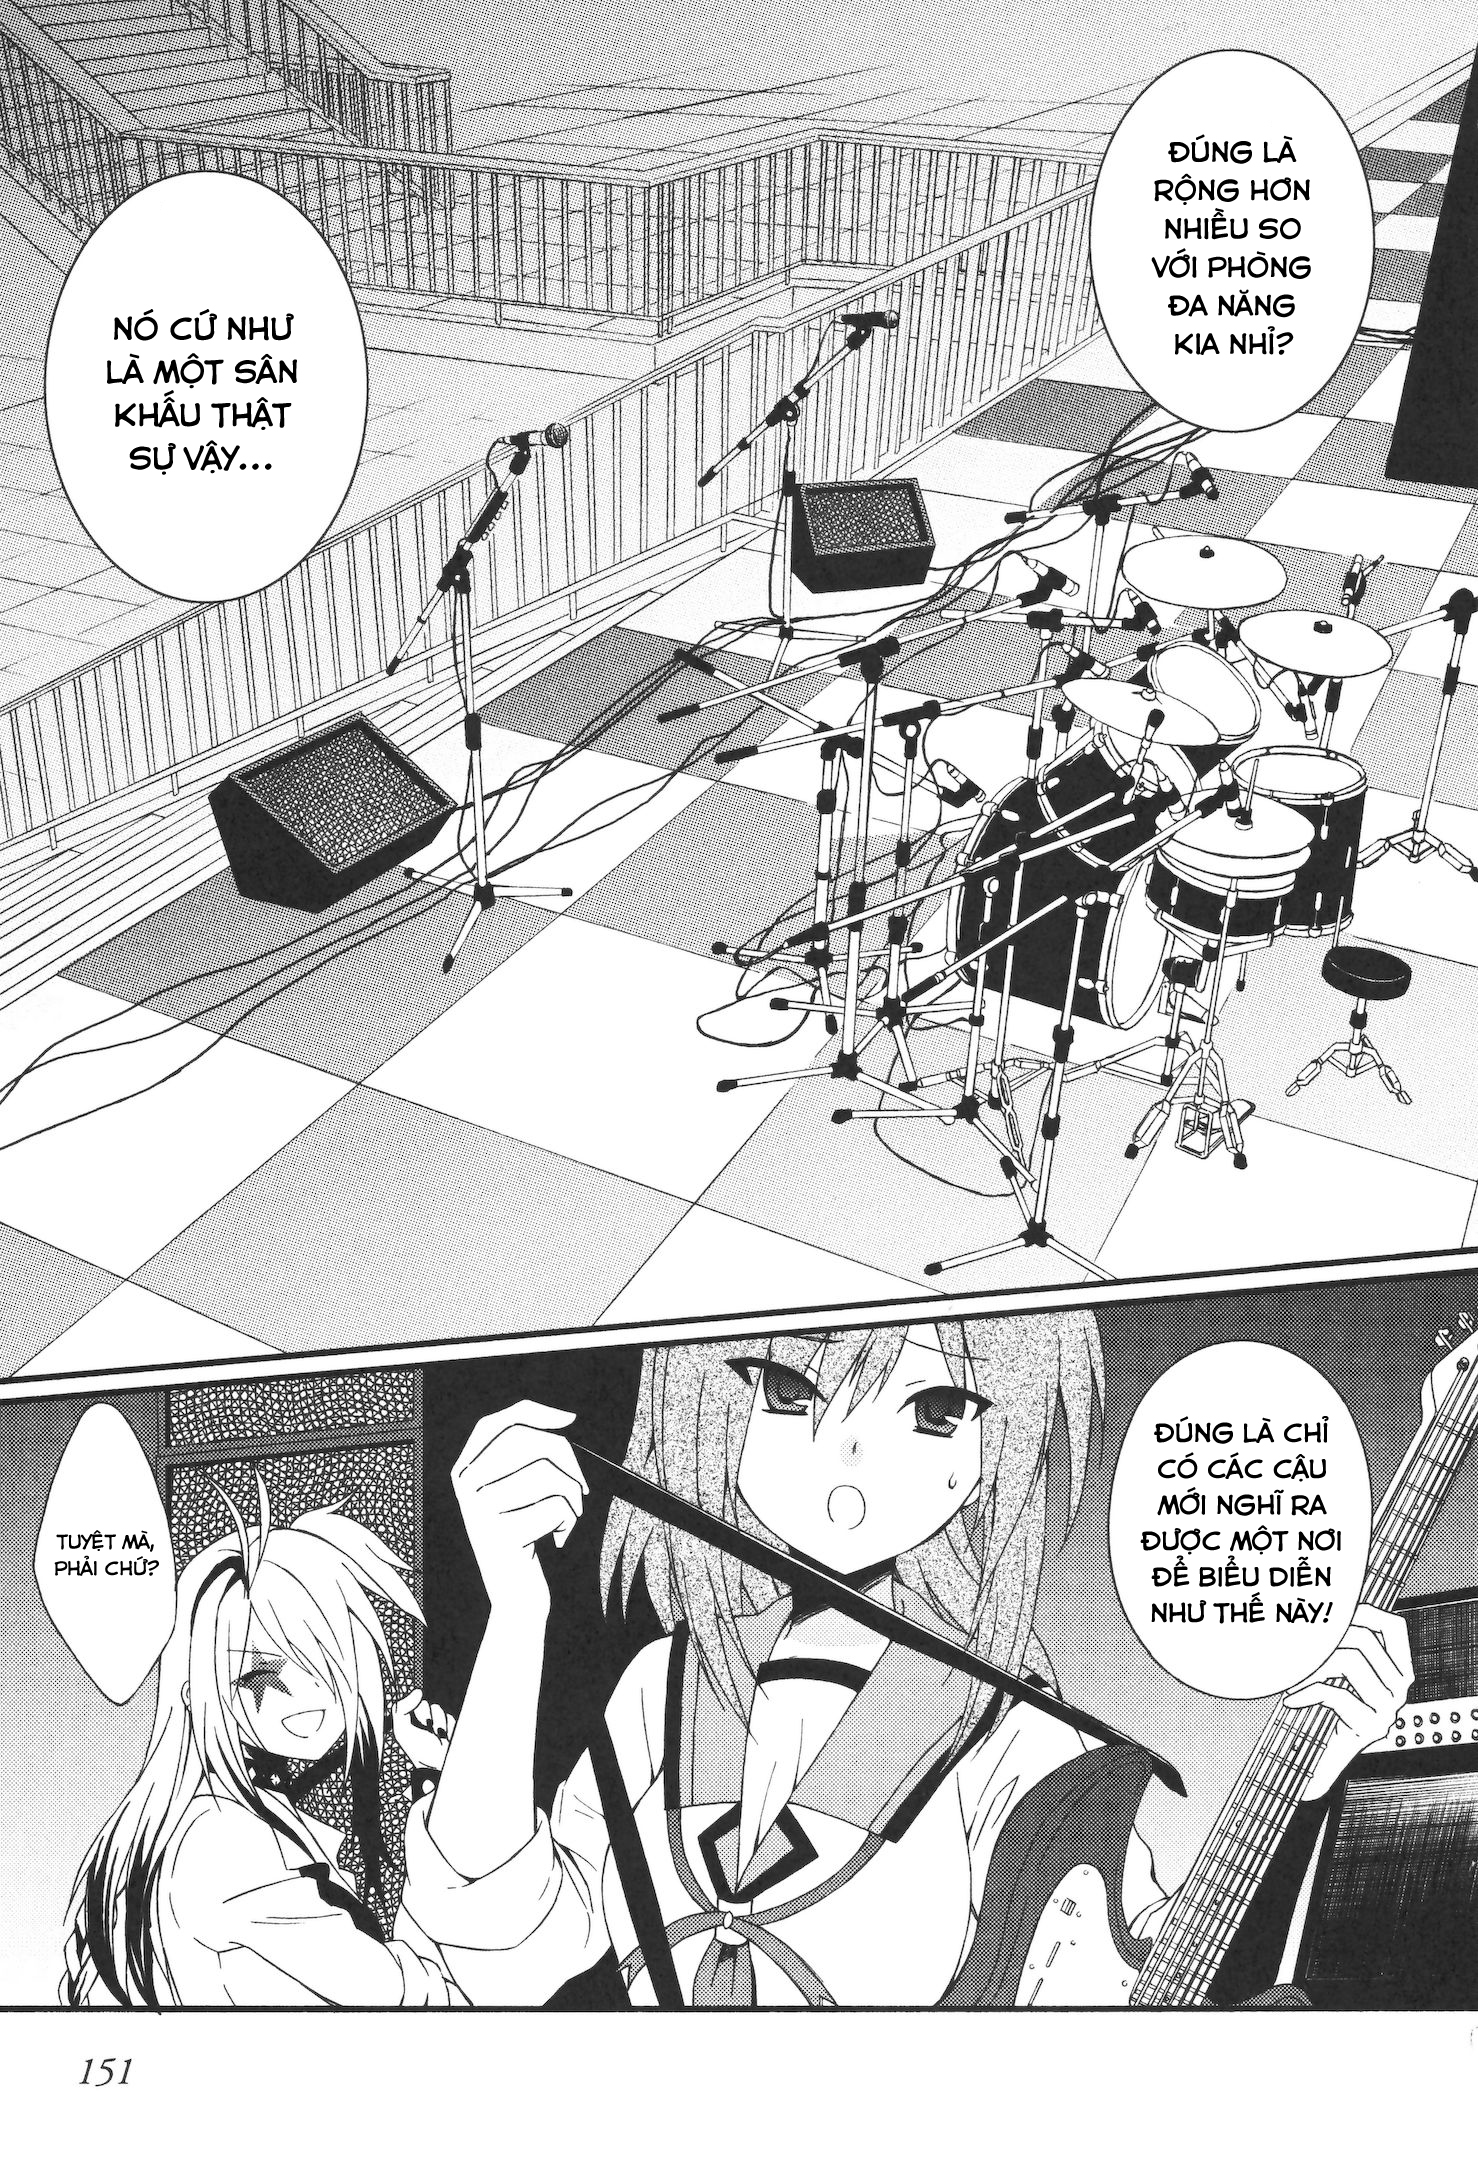 ĐÚNG LÀ
RỘNG HƠN
NHIỀU SO
VỚI PHÒNG
ĐA NĂNG
KIA NHỈ?
NÓ CỨ NHƯ
LÀ MỘT SÂN
KHẤU THẬT
SỰ VẬY...
ĐÚNG LÀ CHỈ
CÓ CÁC CẬU
MỚI NGHĨ RA
ĐƯỢC MỘT NƠI
ĐỂ BIỂU DIỄN
NHƯ THẾ NÀY!
TUYỆT MÀ,
PHẢI CHỨ?
151